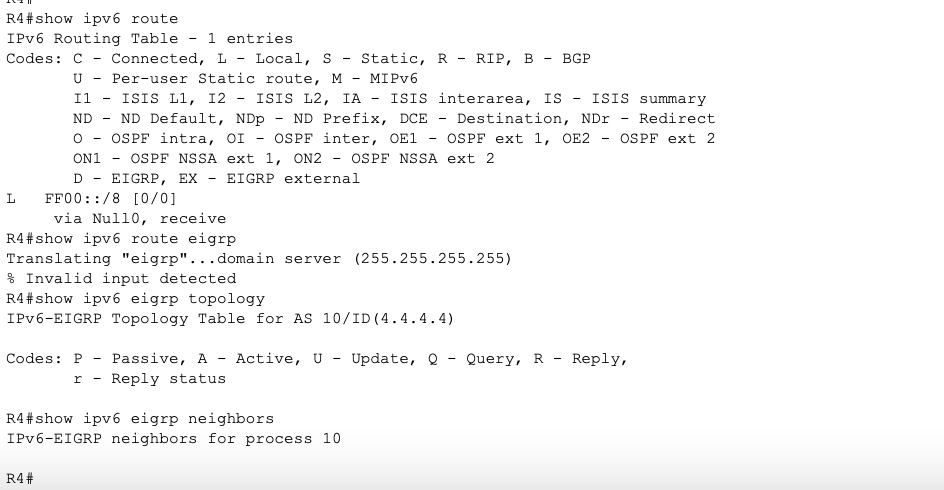 R4#
R4#show ipv6 route
IPv6 Routing Table - 1 entries
Codes: C - Connected, L - Local, S - Static, R - RIP, B - BGP
       U - Per-user Static route, M - MIPv6
       I1 - ISIS L1, I2 - ISIS L2, IA - ISIS interarea, IS - ISIS summary
       ND - ND Default, NDp - ND Prefix, DCE - Destination, NDr - Redirect
       O - OSPF intra, OI - OSPF inter, OE1 - OSPF ext 1, OE2 - OSPF ext 2
       ON1 - OSPF NSSA ext 1, ON2 - OSPF NSSA ext 2
       D - EIGRP, EX - EIGRP external
L   FF00::/8 [0/0]
     via Null0, receive
R4#show ipv6 route eigrp
Translating "eigrp"...domain server (255.255.255.255)
% Invalid input detected
R4#show ipv6 eigrp topology
IPv6-EIGRP Topology Table for AS 10/ID(4.4.4.4)

Codes: P - Passive, A - Active, U - Update, Q - Query, R - Reply,
       r - Reply status

R4#show ipv6 eigrp neighbors
IPv6-EIGRP neighbors for process 10

R4#